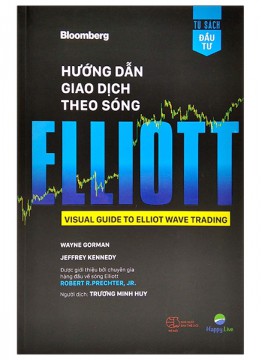 Bloomberg
TỦ SÁCH
ĐẦU TƯ
HƯỚNG DẪN
GIAO DỊCH
THEO SÓNG
ELLIOTT
VISUAL GUIDE TO ELLIOT WAVE TRADING
WAYNE GORMAN
JEFFREY KENNEDY
Được giới thiệu bởi chuyên gia
hàng đầu về sóng Elliott
ROBERT R.PRECHTER, JR.
Người dịch: TRƯƠNG MINH HUY
Happy Live